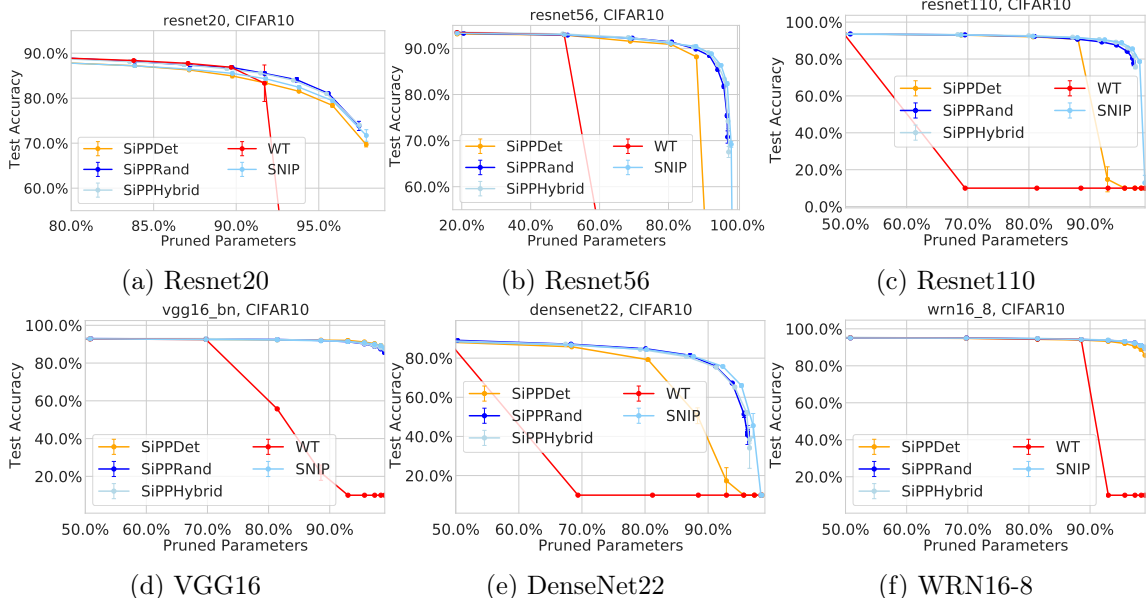 resnet20, CIFAR10
90.0%
80.0%
70.0%
60.0%
Test Accuracy
SiPPDet
SiPPRand
SiPPHybrid
WT
SNIP
80.0% 85.0% 90.0% 95.0%
Pruned Parameters
(a) Resnet20
resnet56, CIFAR10
90.0%
80.0%
70.0%
60.0%
Test Accuracy
SiPPDet
SiPPRand
SiPPHybrid
WT
SNIP
20.0% 40.0% 60.0% 80.0% 100.0%
Pruned Parameters
(b) Resnet56
resnet110, CIFAR10
100.0%
80.0%
60.0%
40.0%
20.0%
0.0%
Test Accuracy
SiPPDet
SiPPRand
SiPPHybrid
WT
SNIP
50.0% 60.0% 70.0% 80.0% 90.0%
Pruned Parameters
(c) Resnet110
vgg16_bn, CIFAR10
100.0%
80.0%
60.0%
40.0%
20.0%
Test Accuracy
SiPPDet
SiPPRand
SiPPHybrid
WT
SNIP
50.0% 60.0% 70.0% 80.0% 90.0%
Pruned Parameters
(d) VGG16
densenet22, CIFAR10
80.0%
60.0%
40.0%
20.0%
Test Accuracy
SiPPDet
SiPPRand
SiPPHybrid
WT
SNIP
50.0% 60.0% 70.0% 80.0% 90.0%
Pruned Parameters
(e) DenseNet22
wrn16_8, CIFAR10
100.0%
80.0%
60.0%
40.0%
20.0%
Test Accuracy
SiPPDet
SiPPRand
SiPPHybrid
WT
SNIP
50.0% 60.0% 70.0% 80.0% 90.0%
Pruned Parameters
(f) WRN16-8